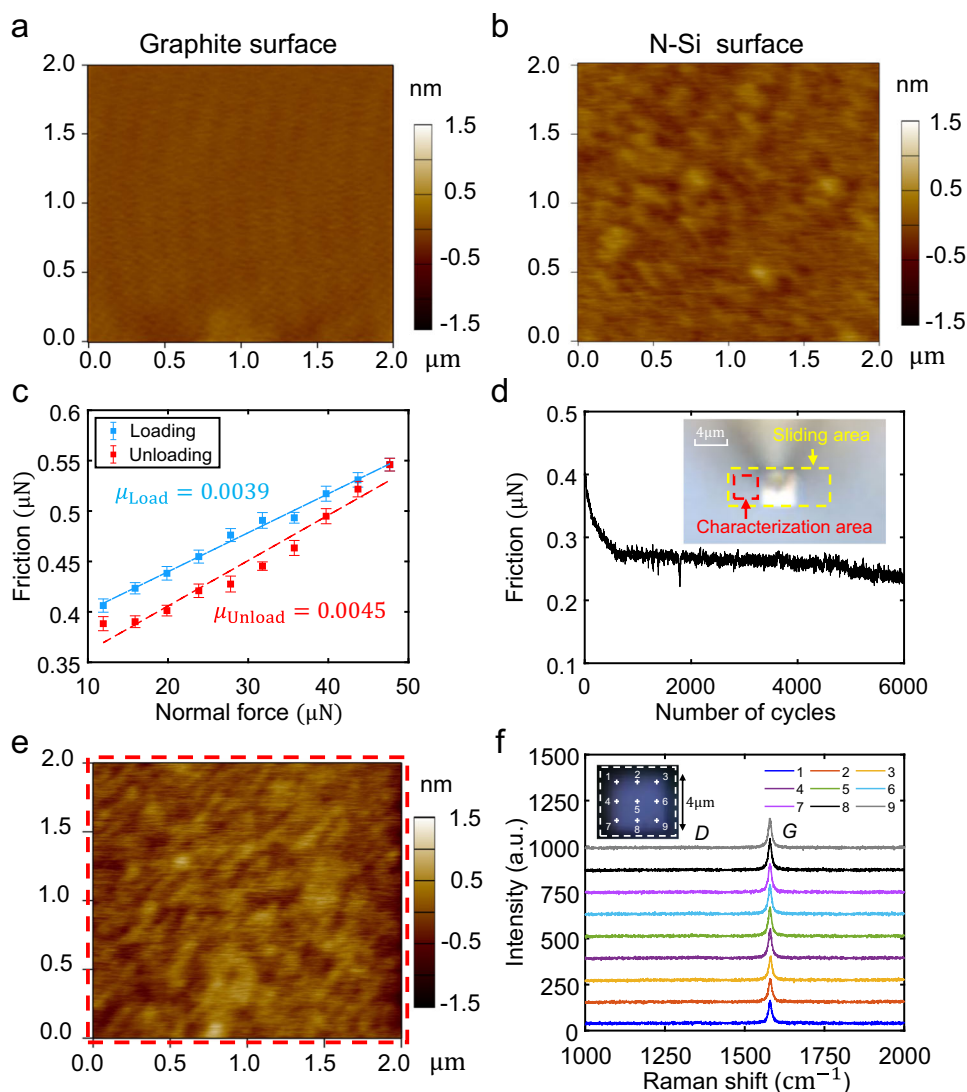 a
Graphite surface
2.0
1.5
1.0
0.5
0.0
0.0 0.5 1.0 1.5 2.0 μm
nm
1.5
0.5
-0.5
-1.5
b
N-Si surface
2.0
1.5
1.0
0.5
0.0
0.0 0.5 1.0 1.5 2.0 μm
nm
1.5
0.5
-0.5
-1.5
c
0.6
0.55
0.5
0.45
0.4
0.35
Friction (μN)
Loading
Unloading
μLoad = 0.0039
μUnload = 0.0045
10 20 30 40 50
Normal force (μN)
d
0.5
0.4
0.3
0.2
0.1
Friction (μN)
4μm
Sliding area
Characterization area
0 2000 4000 6000
Number of cycles
e
2.0
1.5
1.0
0.5
0.0
0.0 0.5 1.0 1.5 2.0 μm
nm
1.5
0.5
-0.5
-1.5
f
1500
1250
1000
750
500
250
0
Intensity (a.u.)
1 2 3
4 5 6
7 8 9
4μm
D G
1 2 3
4 5 6
7 8 9
1000 1250 1500 1750 2000
Raman shift (cm⁻¹)